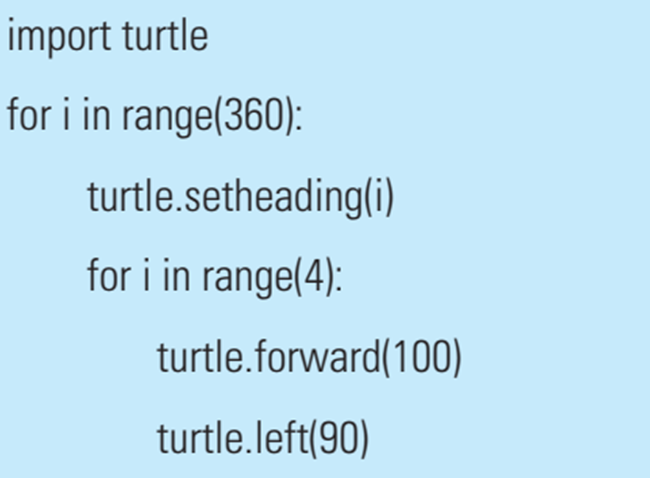 import turtle
for i in range(360):
turtle.setheading(i)
for i in range(4):
turtle.forward(100)
turtle.left(90)